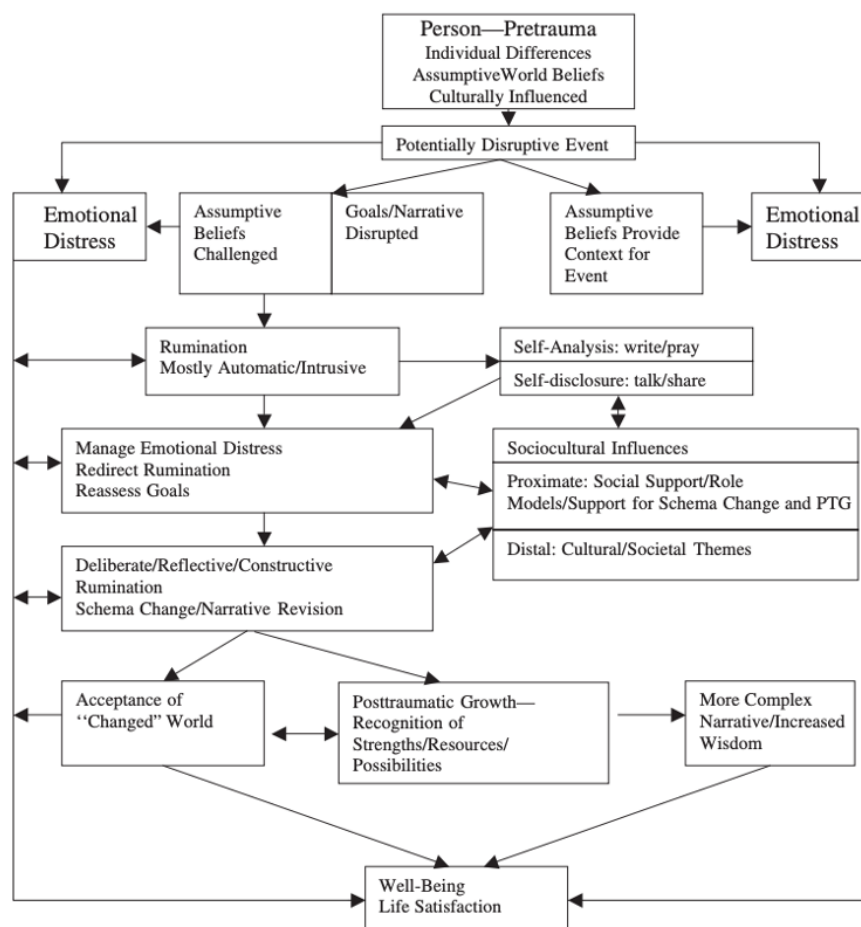 Person—Pretrauma
Individual Differences
AssumptiveWorld Beliefs
Culturally Influenced
Potentially Disruptive Event
Emotional
Distress
Assumptive
Beliefs
Challenged
Goals/Narrative
Disrupted
Assumptive
Beliefs Provide
Context for
Event
Emotional
Distress
Rumination
Mostly Automatic/Intrusive
Self-Analysis: write/pray
Self-disclosure: talk/share
Manage Emotional Distress
Redirect Rumination
Reassess Goals
Sociocultural Influences
Proximate: Social Support/Role
Models/Support for Schema Change and PTG
Distal: Cultural/Societal Themes
Deliberate/Reflective/Constructive
Rumination
Schema Change/Narrative Revision
Acceptance of
‘‘Changed” World
Posttraumatic Growth—
Recognition of
Strengths/Resources/
Possibilities
More Complex
Narrative/Increased
Wisdom
Well-Being
Life Satisfaction